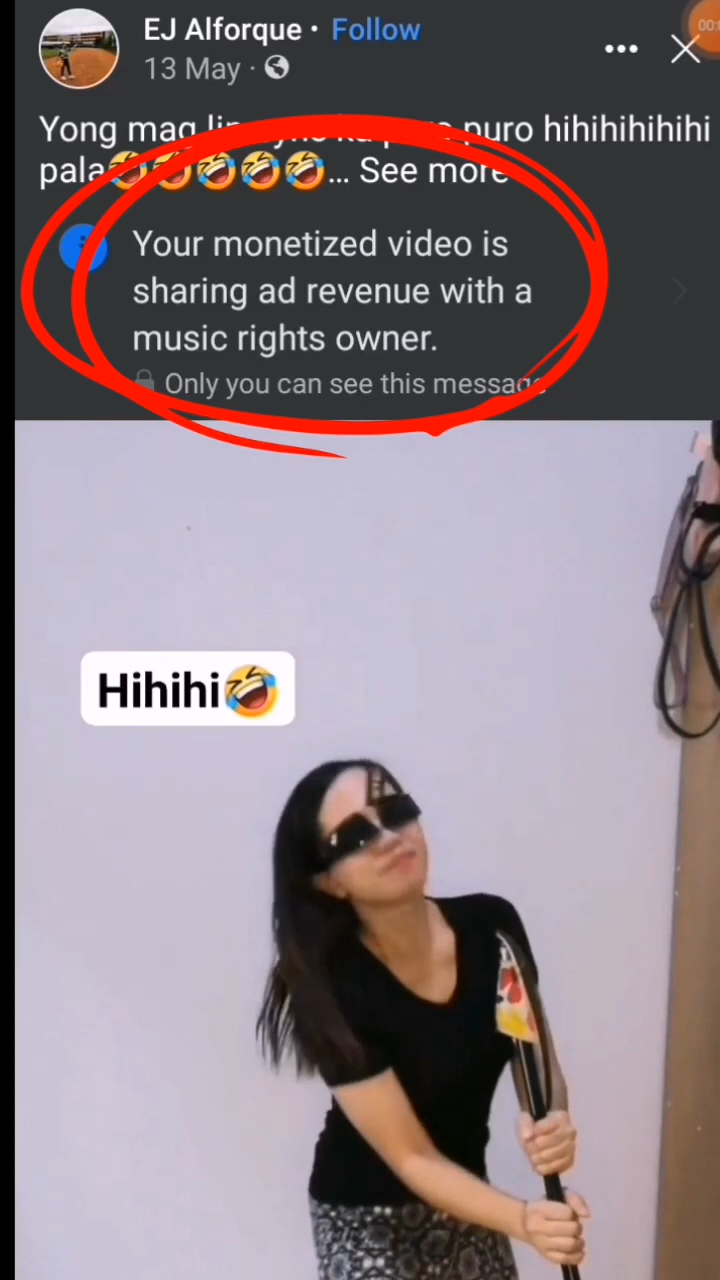 EJ Alforque · Follow
13 May ·
Yong mag puro hihihihihihi
pala🤣🤣🤣🤣🤣... See more
Your monetized video is
sharing ad revenue with a
music rights owner.
Only you can see this message
Hihihi🤣